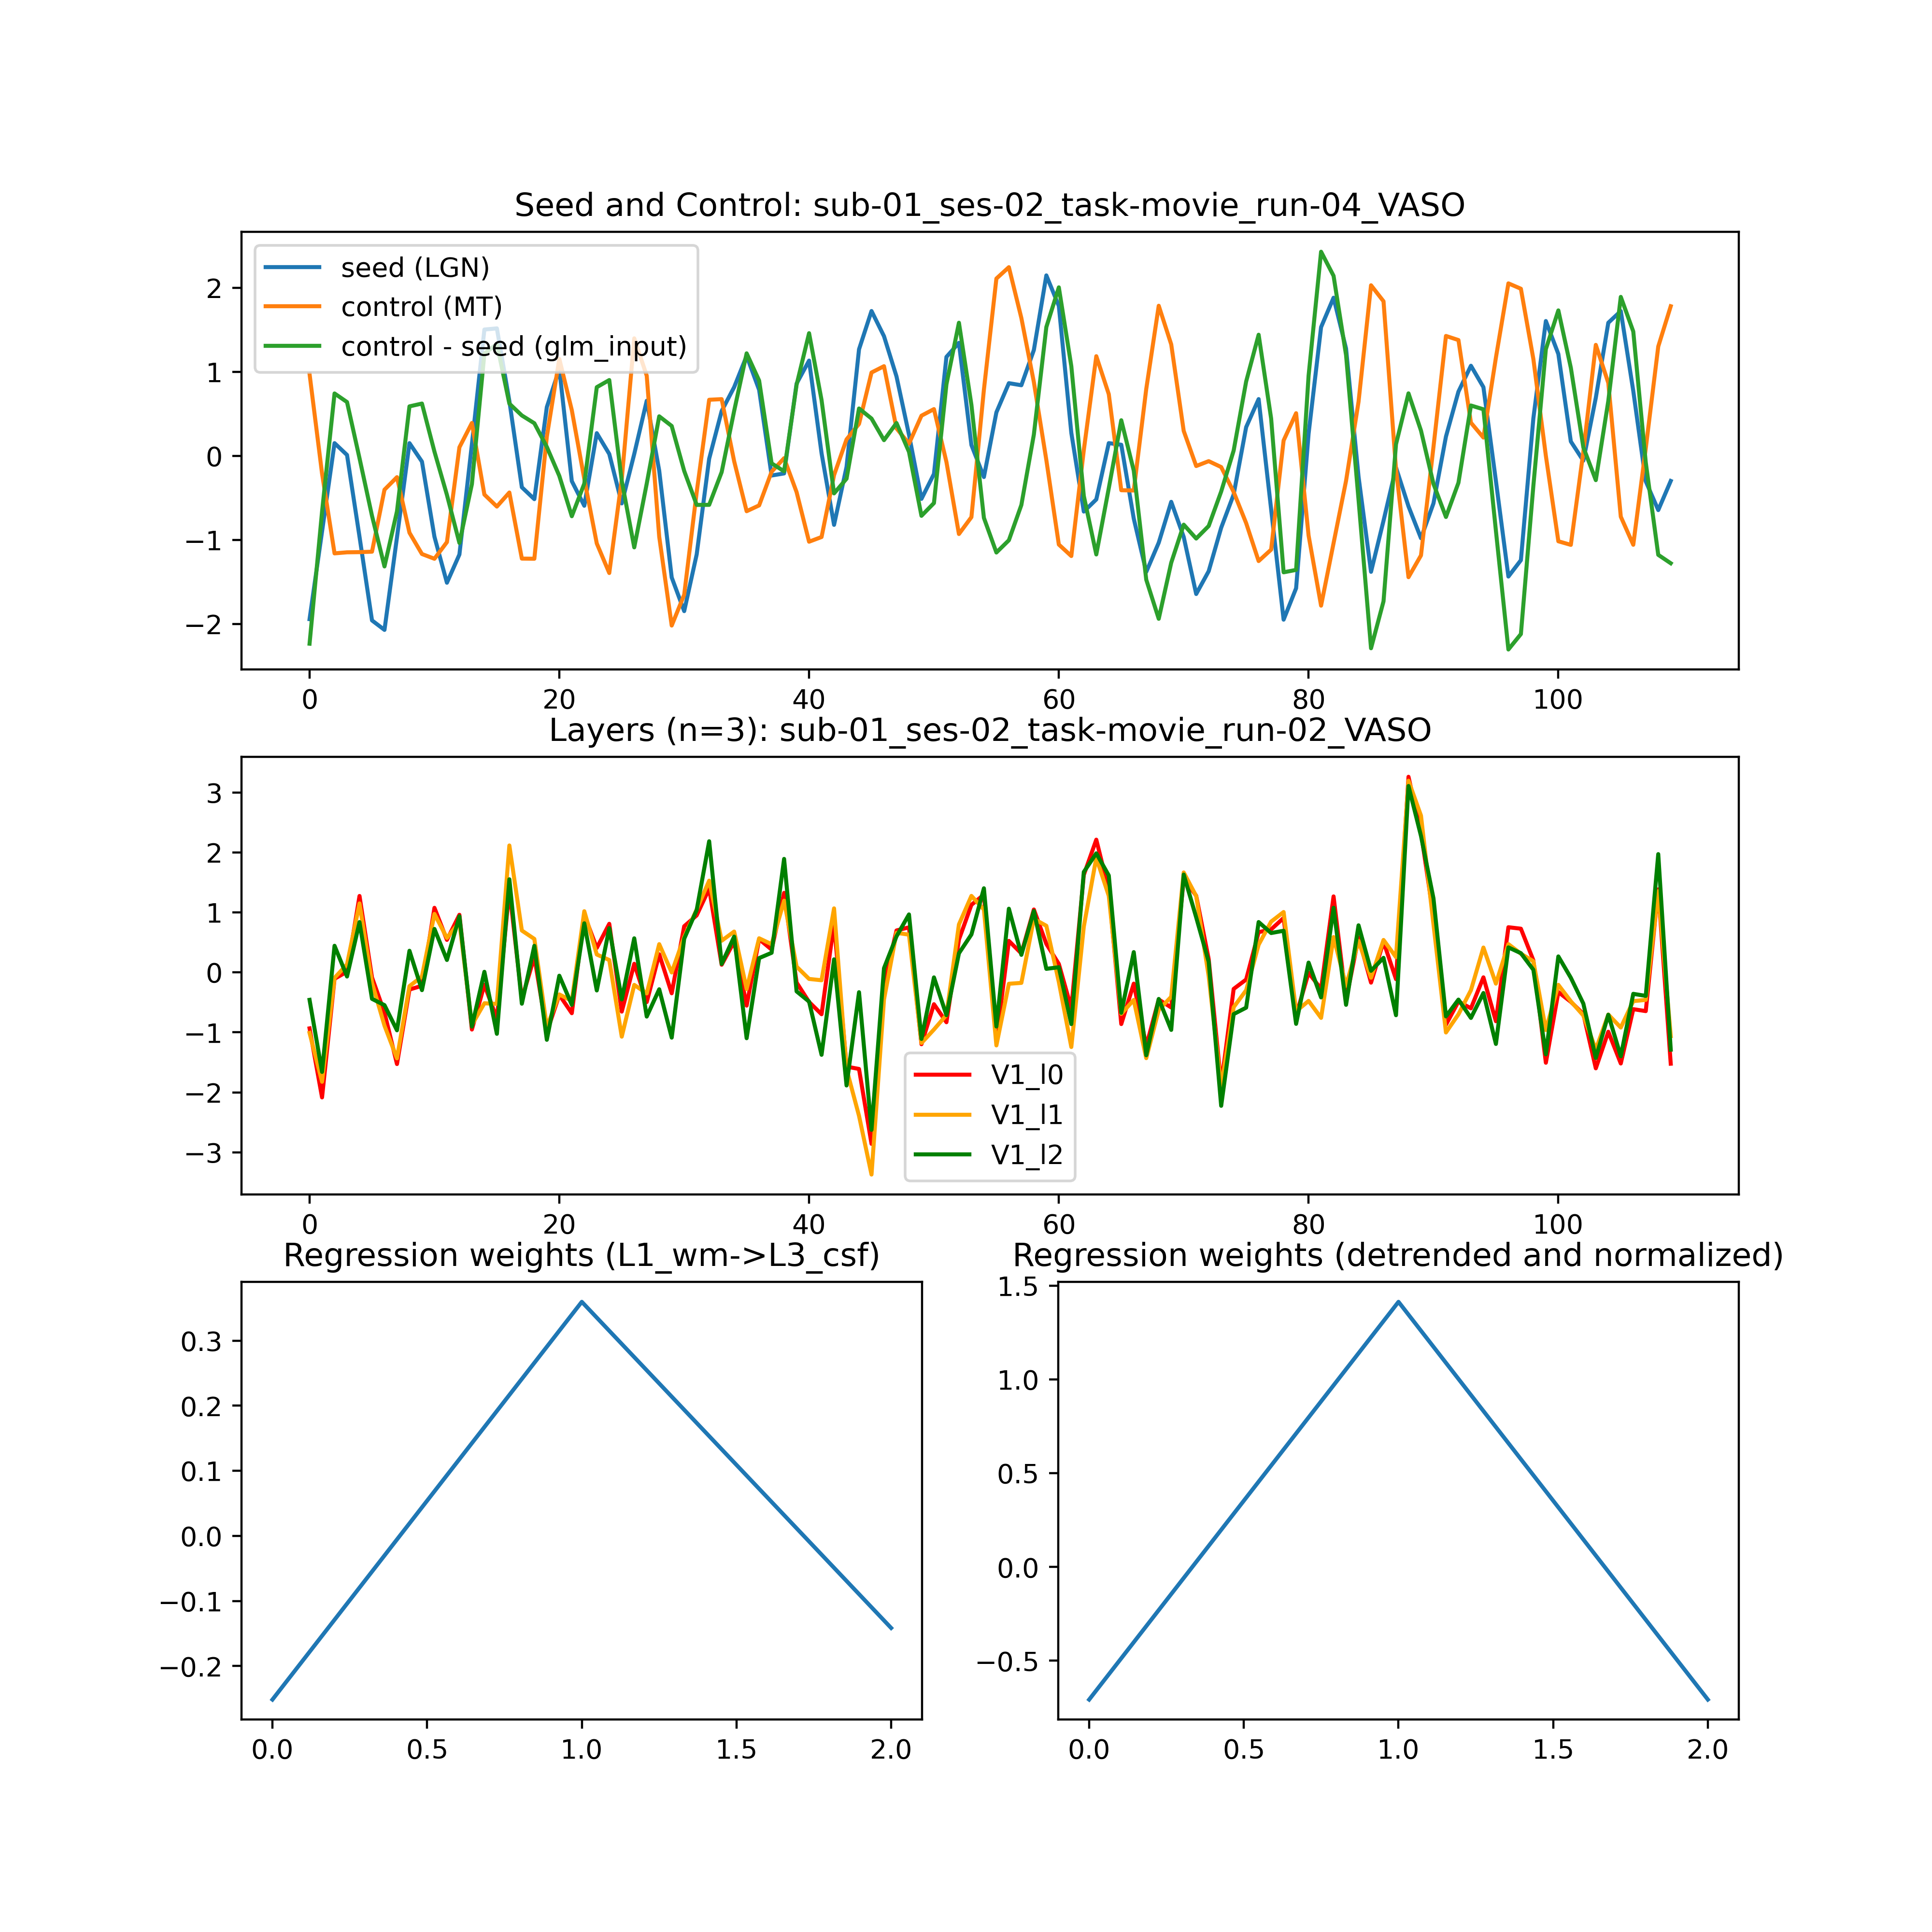 Seed and Control: sub-01_ses-02_task-movie_run-04_VASO
seed (LGN)
control (MT)
control - seed (glm_input)
2
1
0
−1
−2
0 20 40 60 80 100
Layers (n=3): sub-01_ses-02_task-movie_run-02_VASO
3
2
1
0
−1
−2
−3
V1_l0
V1_l1
V1_l2
0 20 40 60 80 100
Regression weights (L1_wm->L3_csf)
0.3
0.2
0.1
0.0
−0.1
−0.2
0.0 0.5 1.0 1.5 2.0
Regression weights (detrended and normalized)
1.5
1.0
0.5
0.0
−0.5
0.0 0.5 1.0 1.5 2.0